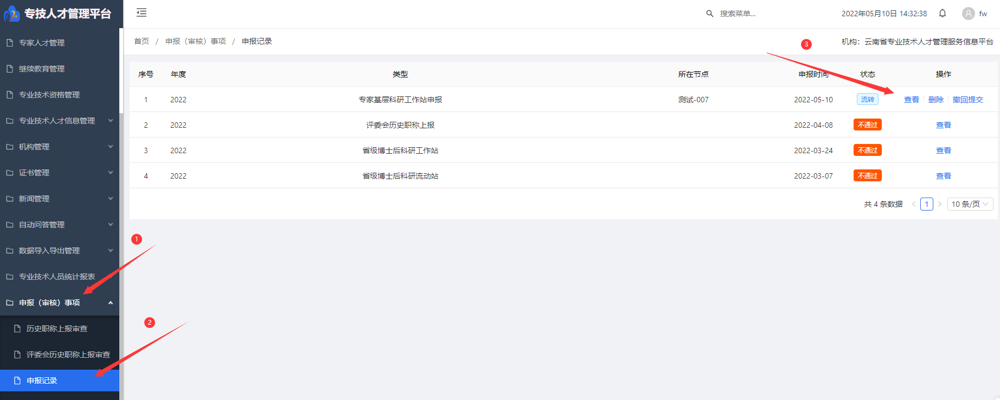 专技人才管理平台
搜索菜单...
2022年05月10日 14:32:38
fw
首页 / 申报（审核）事项 / 申报记录
机构：云南省专业技术人才管理服务信息平台
专家人才管理
继续教育管理
专业技术资格管理
专业技术人才信息管理
机构管理
证书管理
新闻管理
自动问答管理
数据导入导出管理
专业技术人员统计报表
申报（审核）事项
历史职称上报审查
评委会历史职称上报审查
申报记录
1
2
3
序号 年度 类型 所在节点 申报时间 状态 操作
1 2022 专家基层科研工作站申报 测试-007 2022-05-10 流转 查看 删除 撤回提交
2 2022 评委会历史职称上报 2022-04-08 不通过 查看
3 2022 省级博士后科研工作站 2022-03-24 不通过 查看
4 2022 省级博士后科研流动站 2022-03-07 不通过 查看
共 4 条数据 < 1 > 10 条/页